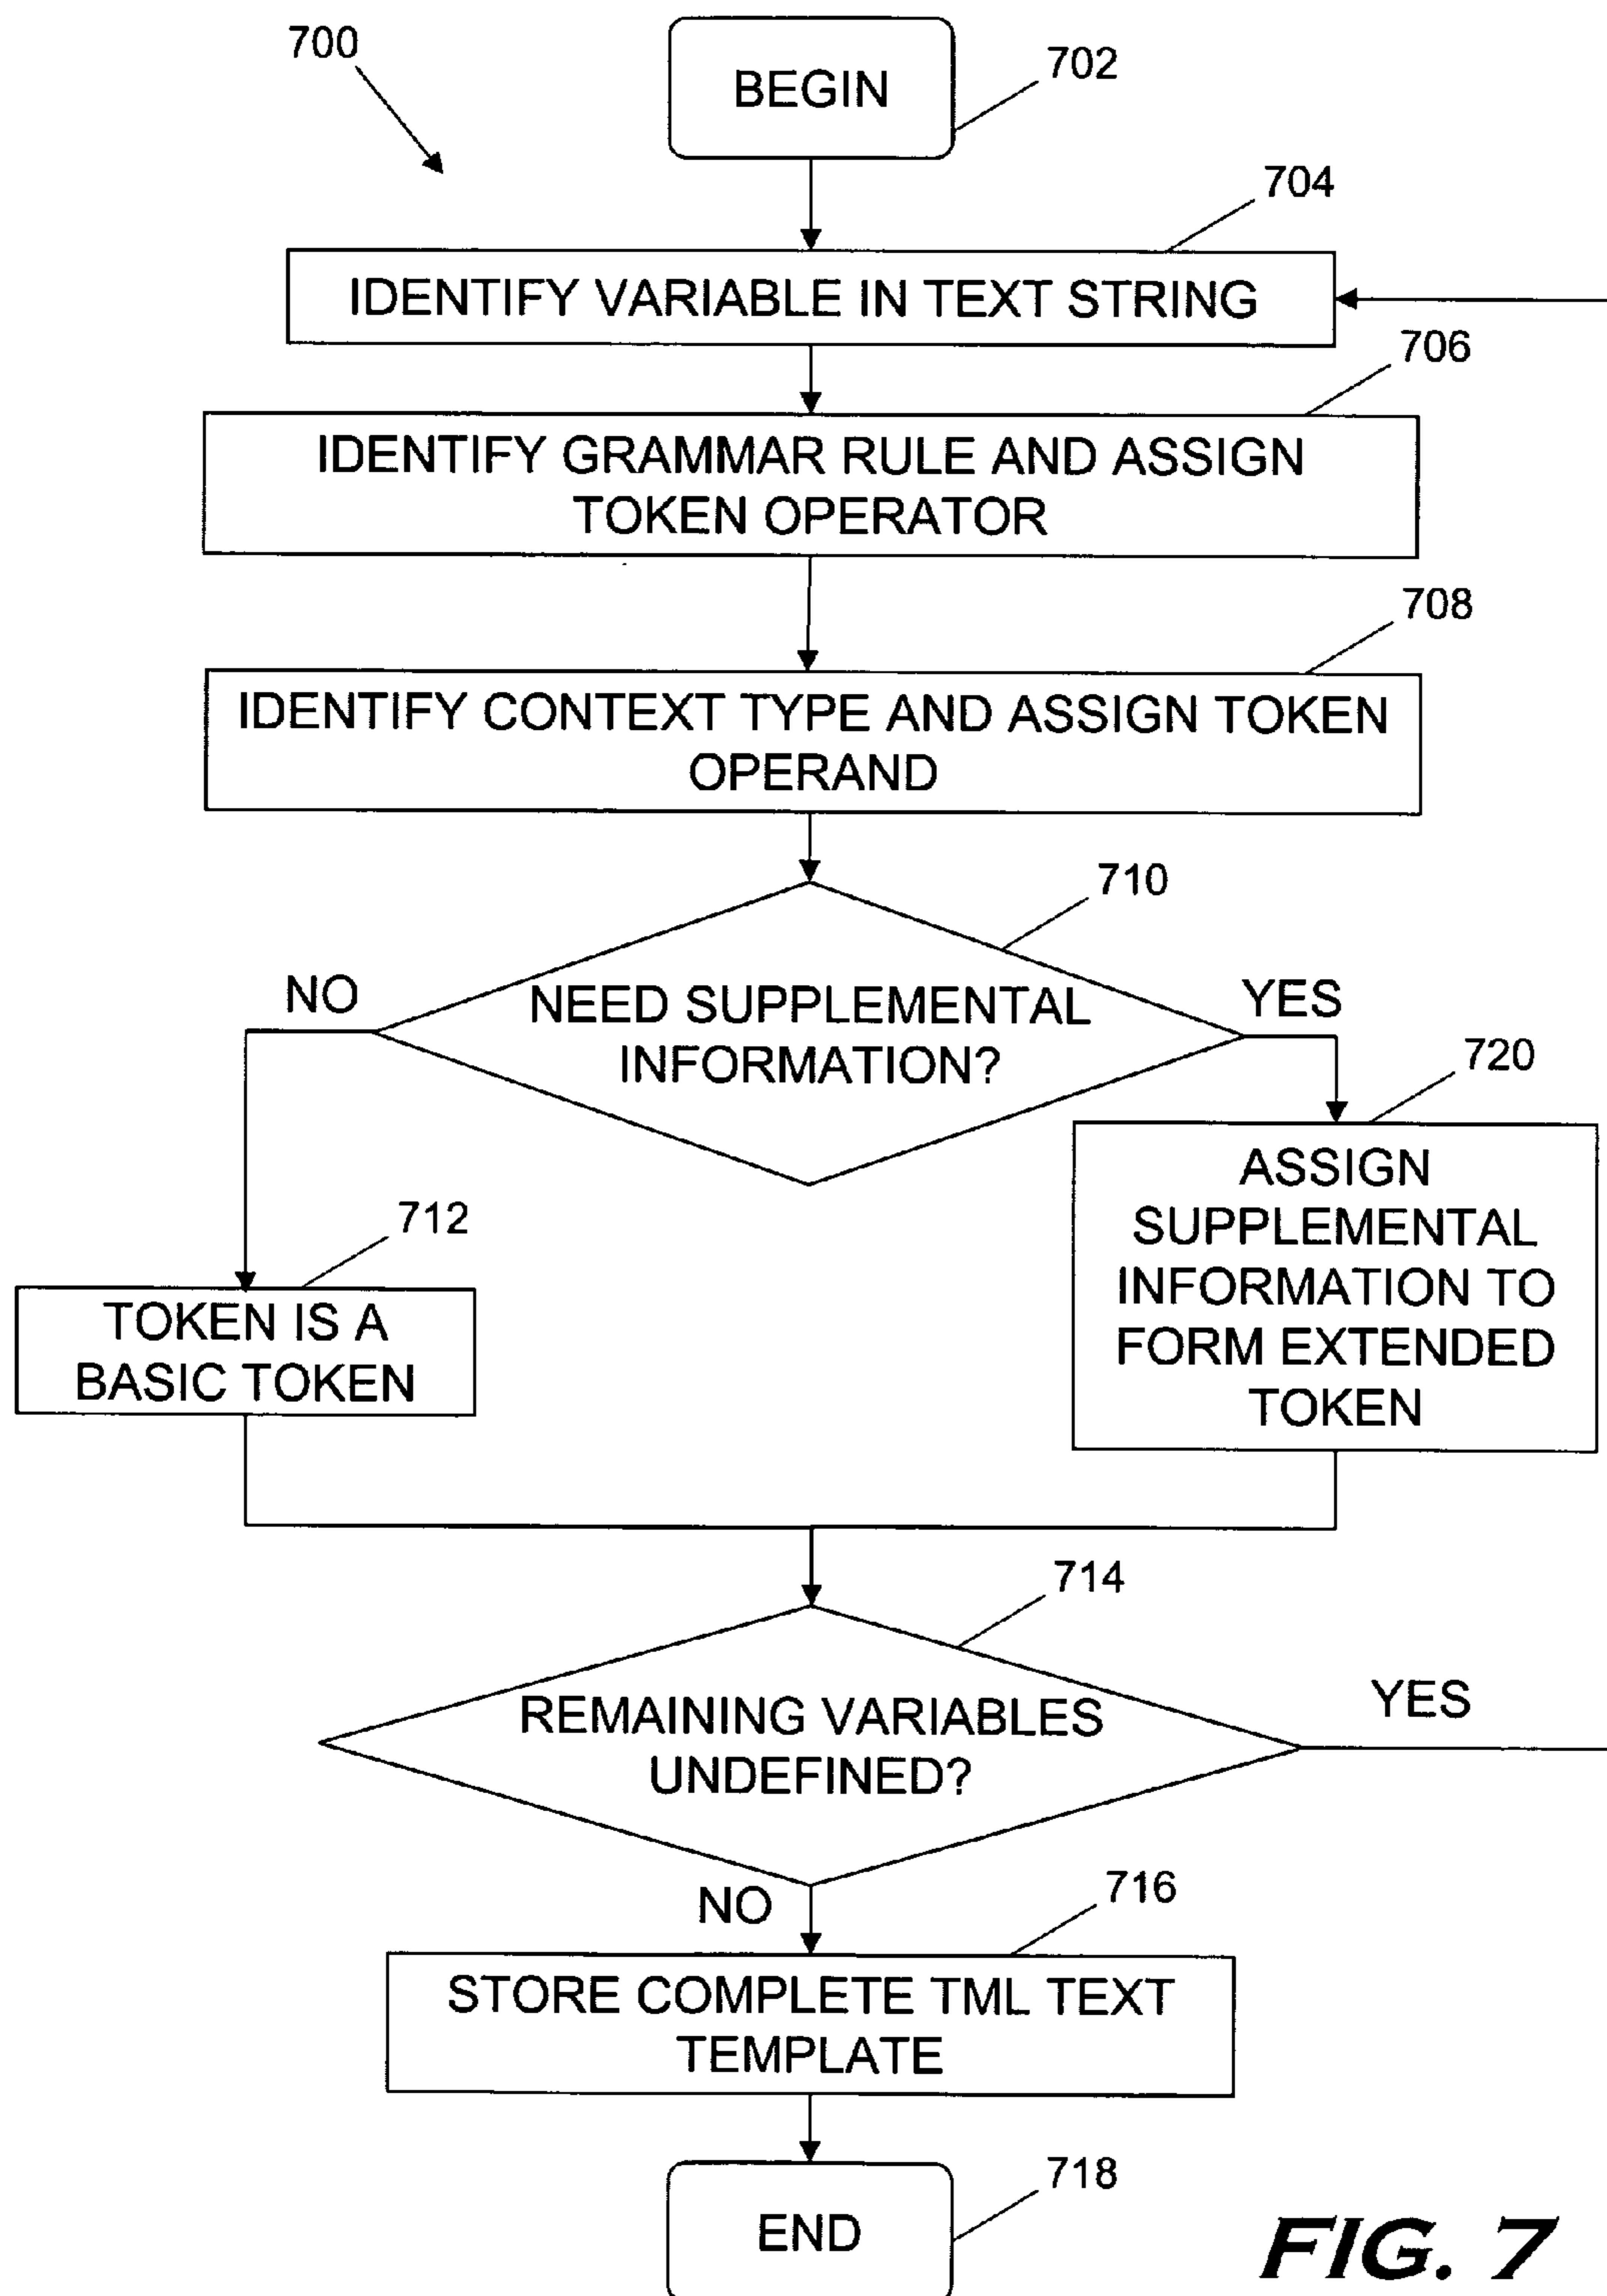 700
BEGIN
702
704
IDENTIFY VARIABLE IN TEXT STRING
706
IDENTIFY GRAMMAR RULE AND ASSIGN
TOKEN OPERATOR
708
IDENTIFY CONTEXT TYPE AND ASSIGN TOKEN
OPERAND
710
NO
NEED SUPPLEMENTAL
INFORMATION?
YES
720
ASSIGN
SUPPLEMENTAL
INFORMATION TO
FORM EXTENDED
TOKEN
712
TOKEN IS A
BASIC TOKEN
714
REMAINING VARIABLES
UNDEFINED?
YES
NO
716
STORE COMPLETE TML TEXT
TEMPLATE
718
END
FIG. 7